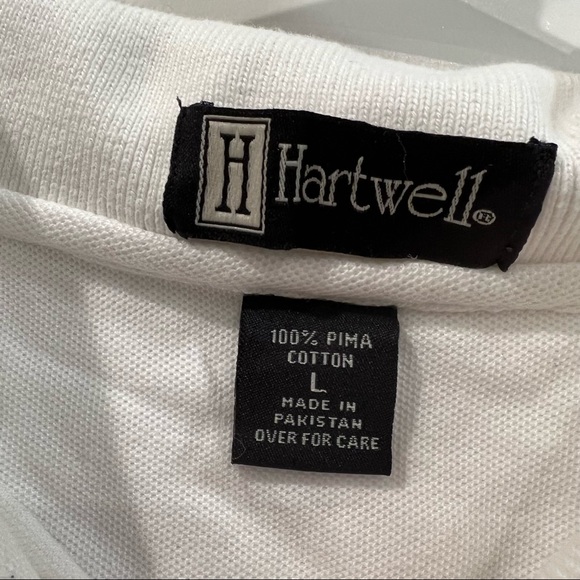 H Hartwell®
100% PIMA
COTTON
L
MADE IN
PAKISTAN
OVER FOR CARE